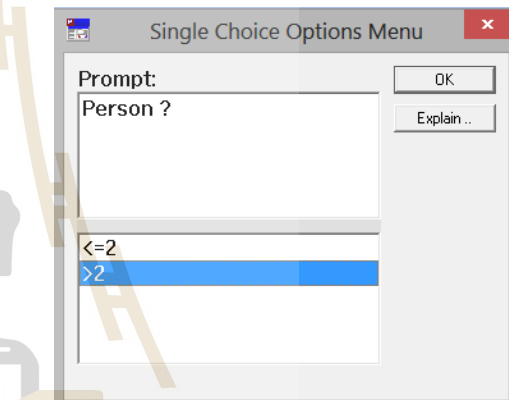 Single Choice Options Menu
×
Prompt:
OK
Person ?
Explain ..
<=2
>2